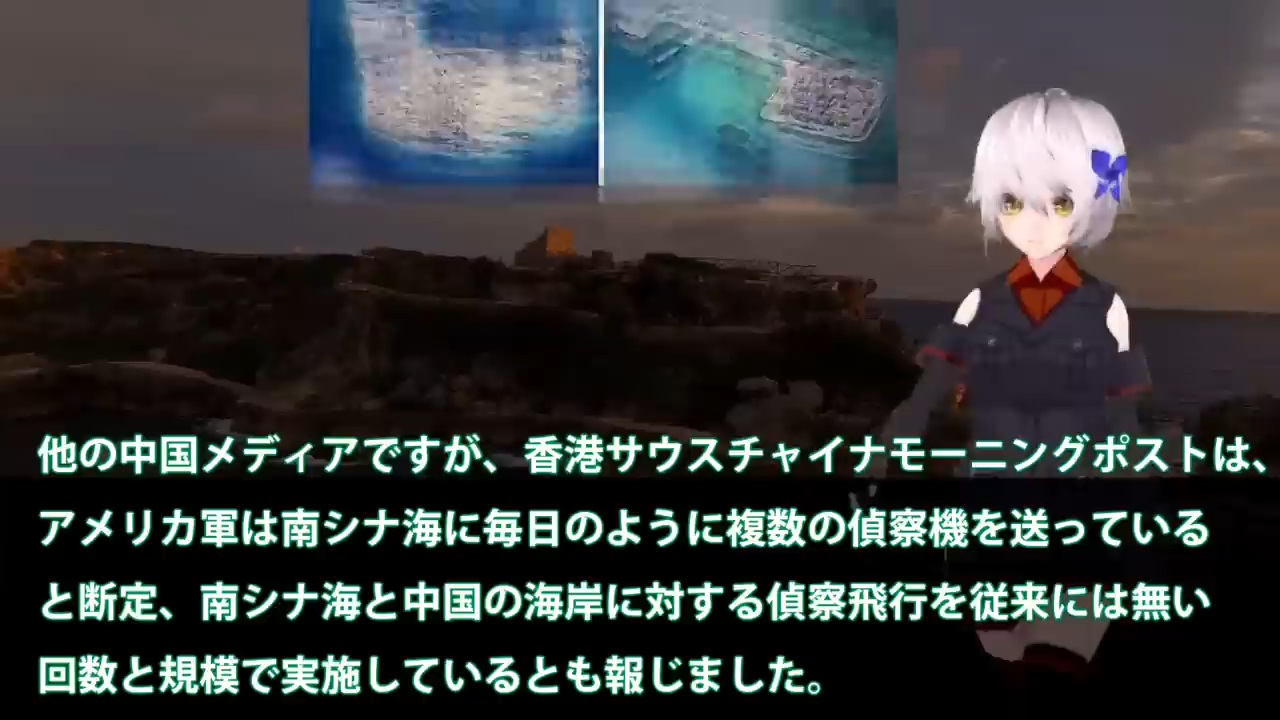 他の中国メディアですが、香港サウスチャイナモーニングポストは、
アメリカ軍は南シナ海に毎日のように複数の偵察機を送っている
と断定、南シナ海と中国の海岸に対する偵察飛行を従来には無い
回数と規模で実施しているとも報じました。